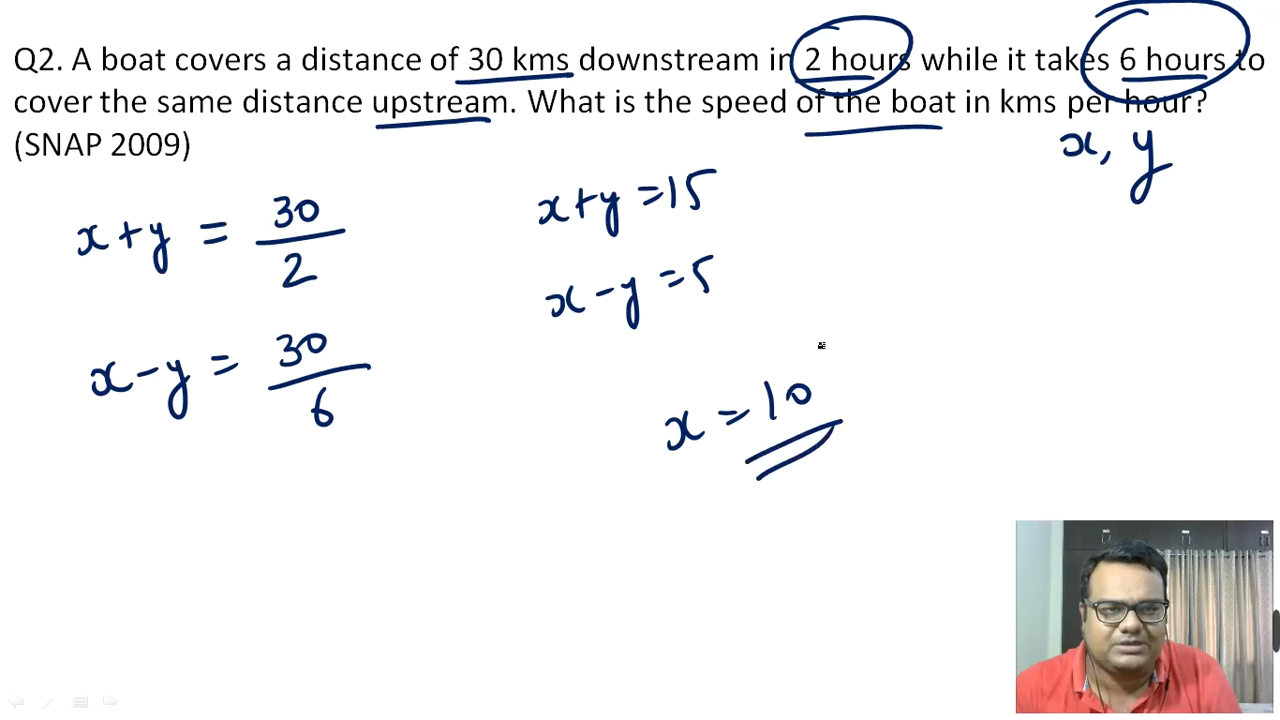 Q2. A boat covers a distance of 30 kms downstream in 2 hours while it takes 6 hours to
cover the same distance upstream. What is the speed of the boat in kms per hour?
(SNAP 2009)
x, y
x + y = 30/2
x - y = 30/6
x + y = 15
x - y = 5
x = 10